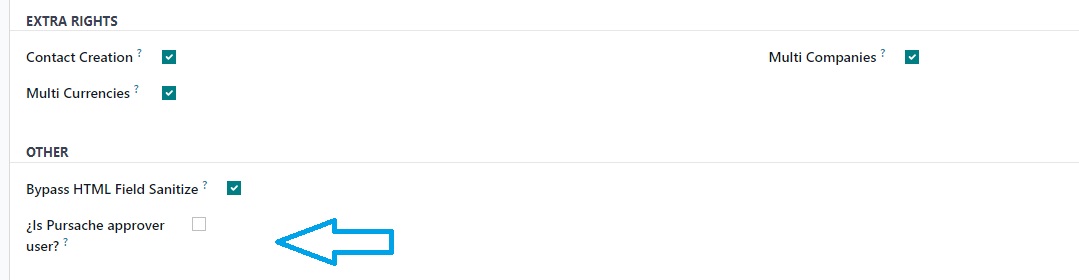 EXTRA RIGHTS
Contact Creation ?
Multi Companies ?
Multi Currencies ?
OTHER
Bypass HTML Field Sanitize ?
¿Is Pursache approver
user? ?